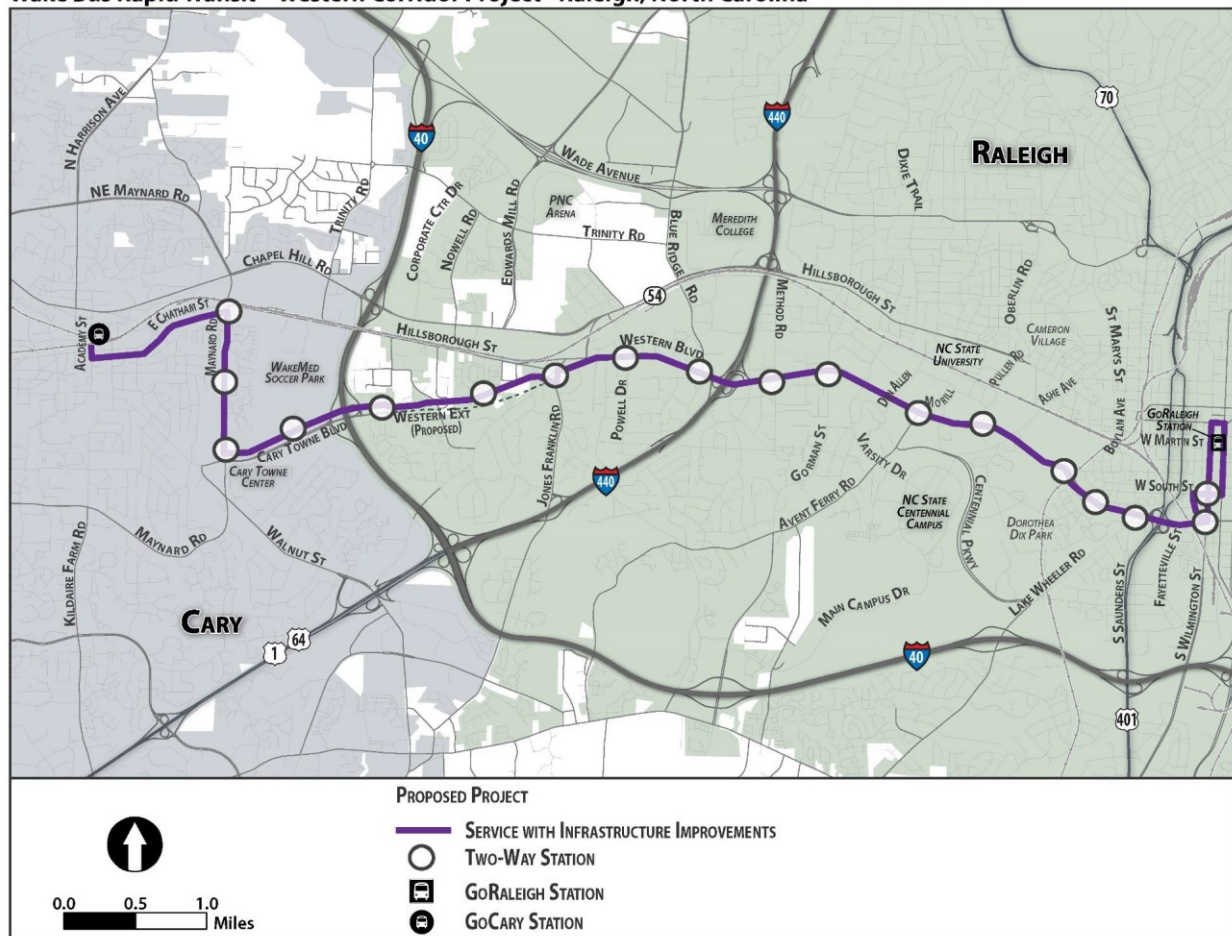 Wake Bus Rapid Transit – Western Corridor Project - Raleigh, North Carolina
N HARRISON AVE
NE MAYNARD RD
TRINITY RD
CHAPEL HILL RD
40
CORPORATE CTR DR
NOWELL RD
EDWARDS MILL RD
WADE AVENUE
PNC
ARENA
TRINITY RD
BLUE RIDGE RD
MEREDITH
COLLEGE
440
RALEIGH
70
DIXIE TRAIL
ACADEMY ST
E CHATHAM ST
MAYNARD RD
WAKEMED
SOCCER PARK
HILLSBOROUGH ST
54
WESTERN BLVD
METHOD RD
HILLSBOROUGH ST
OBERLIN RD
CAMERON
VILLAGE
NC STATE
UNIVERSITY
PULLEN RD
ASHE AVE
ST MARYS ST
BOYLAN AVE
GORALEIGH
STATION
W MARTIN ST
W SOUTH ST
CARY TOWNE BLVD
CARY TOWNE
CENTER
WESTERN EXT
(PROPOSED)
JONES FRANKLIN RD
POWELL DR
440
GORMAN ST
AVENT FERRY RD
VARSITY DR
DAN ALLEN
MORILL
NC STATE
CENTENNIAL
CAMPUS
CENTENNIAL PKWY
DOROTHEA
DIX PARK
LAKE WHEELER RD
MAIN CAMPUS DR
S SAUNDERS ST
FAYETTEVILLE ST
S WILMINGTON ST
KILDAIRE FARM RD
MAYNARD RD
WALNUT ST
CARY
1
64
40
401
PROPOSED PROJECT
SERVICE WITH INFRASTRUCTURE IMPROVEMENTS
TWO-WAY STATION
GORALEIGH STATION
GOCARY STATION
0.0 0.5 1.0
Miles